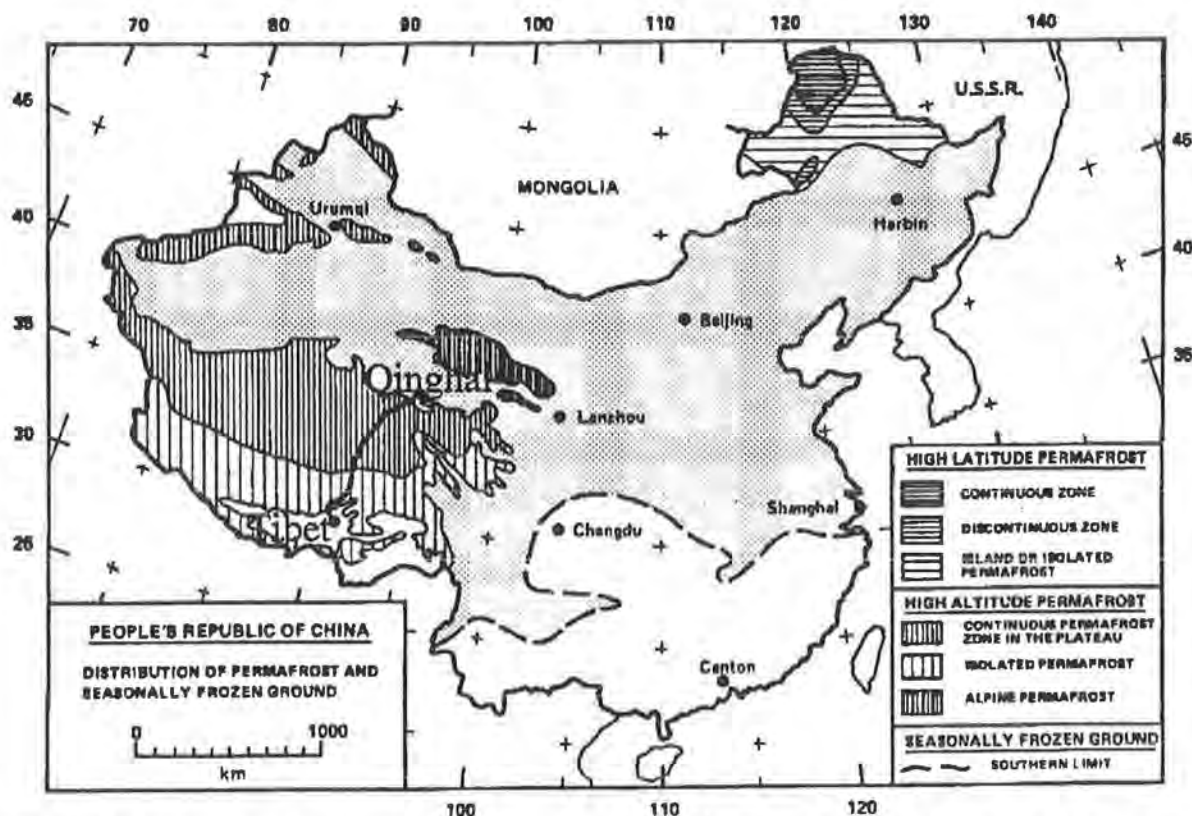 70 80 90 101 110 120 130 140
45
40
35
30
26
45
40
35
U.S.S.R.
MONGOLIA
Urumqi
Harbin
Beijing
Qinghai
Lanzhou
Shanghai
Tibet
Changdu
Canton
HIGH LATITUDE PERMAFROST
CONTINUOUS ZONE
DISCONTINUOUS ZONE
ISLAND OR ISOLATED
PERMAFROST
HIGH ALTITUDE PERMAFROST
CONTINUOUS PERMAFROST
ZONE IN THE PLATEAU
ISOLATED PERMAFROST
ALPINE PERMAFROST
SEASONALLY FROZEN GROUND
SOUTHERN LIMIT
PEOPLE'S REPUBLIC OF CHINA
DISTRIBUTION OF PERMAFROST AND
SEASONALLY FROZEN GROUND
0 1000
km
100 110 120